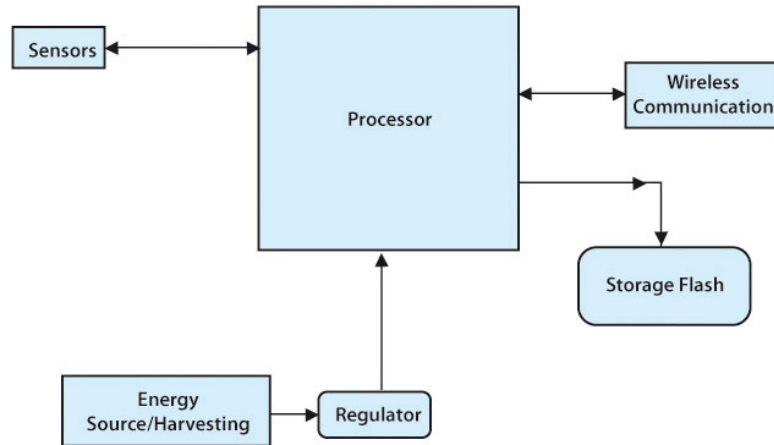 Sensors
Processor
Wireless
Communication
Storage Flash
Energy
Source/Harvesting
Regulator